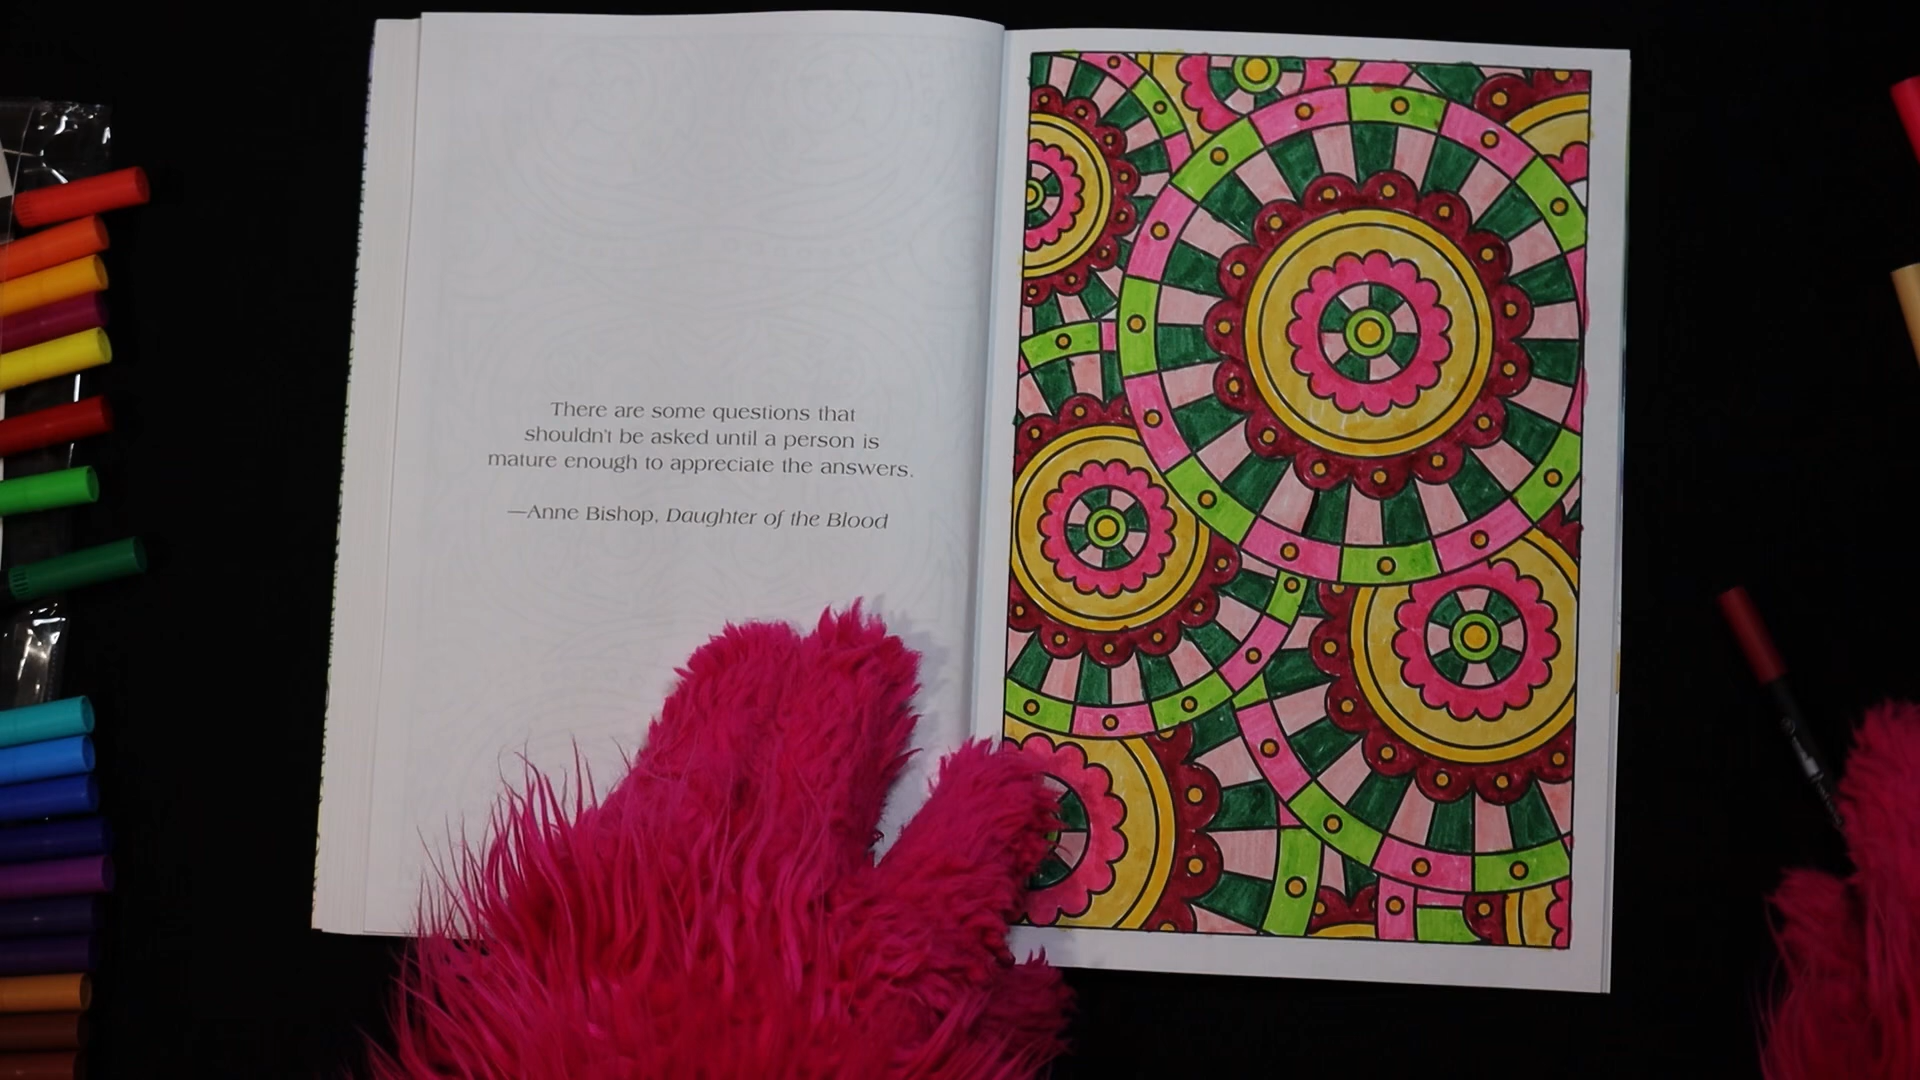 There are some questions that
shouldn't be asked until a person is
mature enough to appreciate the answers.
—Anne Bishop, Daughter of the Blood